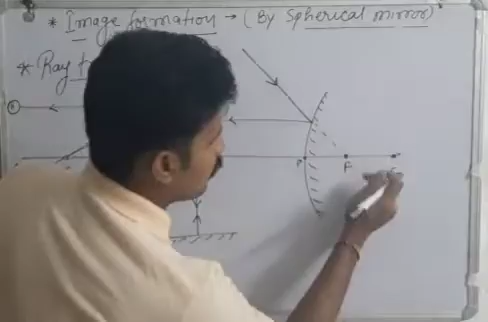 * Image formation → (By Spherical mirror)
* Ray
P F